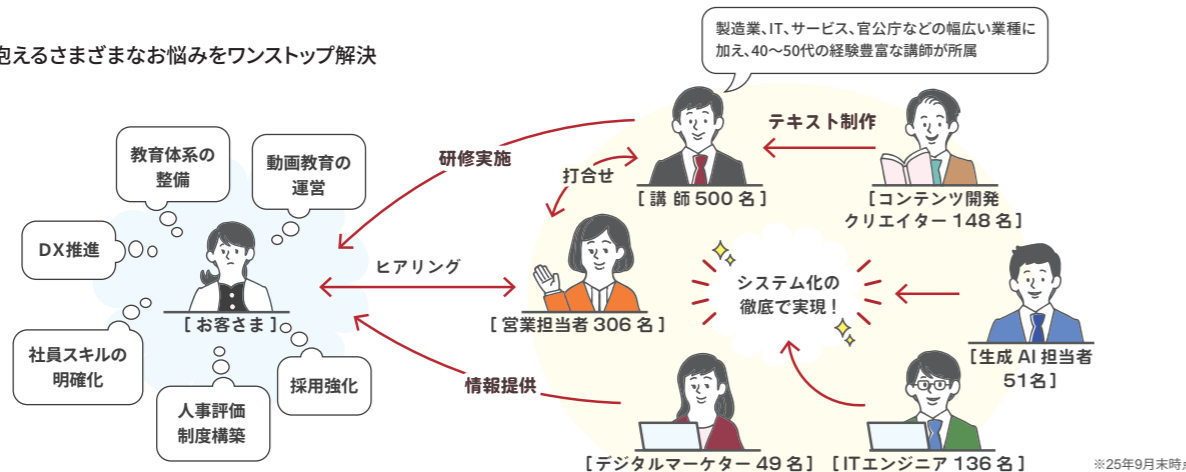 抱えるさまざまなお悩みをワンストップ解決
製造業、IT、サービス、官公庁などの幅広い業種に
加え、40〜50代の経験豊富な講師が所属
教育体系の
整備
動画教育の
運営
DX推進
社員スキルの
明確化
人事評価
制度構築
採用強化
[お客さま]
研修実施
ヒアリング
情報提供
打合せ
テキスト制作
[講 師 500 名]
[コンテンツ開発
クリエイター 148 名]
[営業担当者 306 名]
システム化の
徹底で実現!
[生成 AI 担当者
51名]
[デジタルマーケター 49 名]
[ITエンジニア 136 名]
※25年9月末時